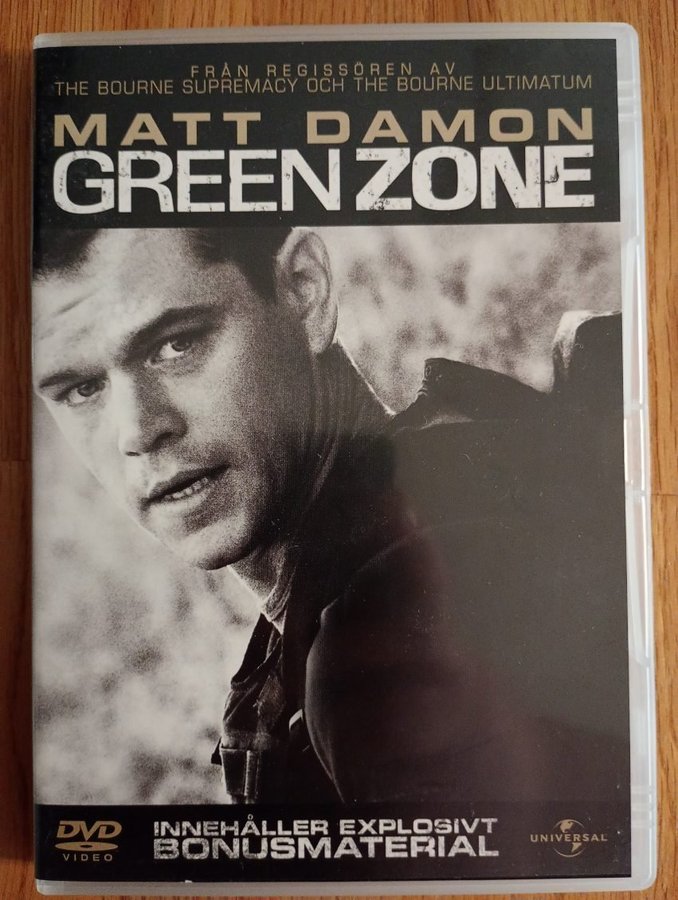 FRÅN REGISSÖREN AV
THE BOURNE SUPREMACY OCH THE BOURNE ULTIMATUM
MATT DAMON
GREEN ZONE
DVD
VIDEO
INNEHÅLLER EXPLOSIVT
BONUSMATERIAL
UNIVERSAL